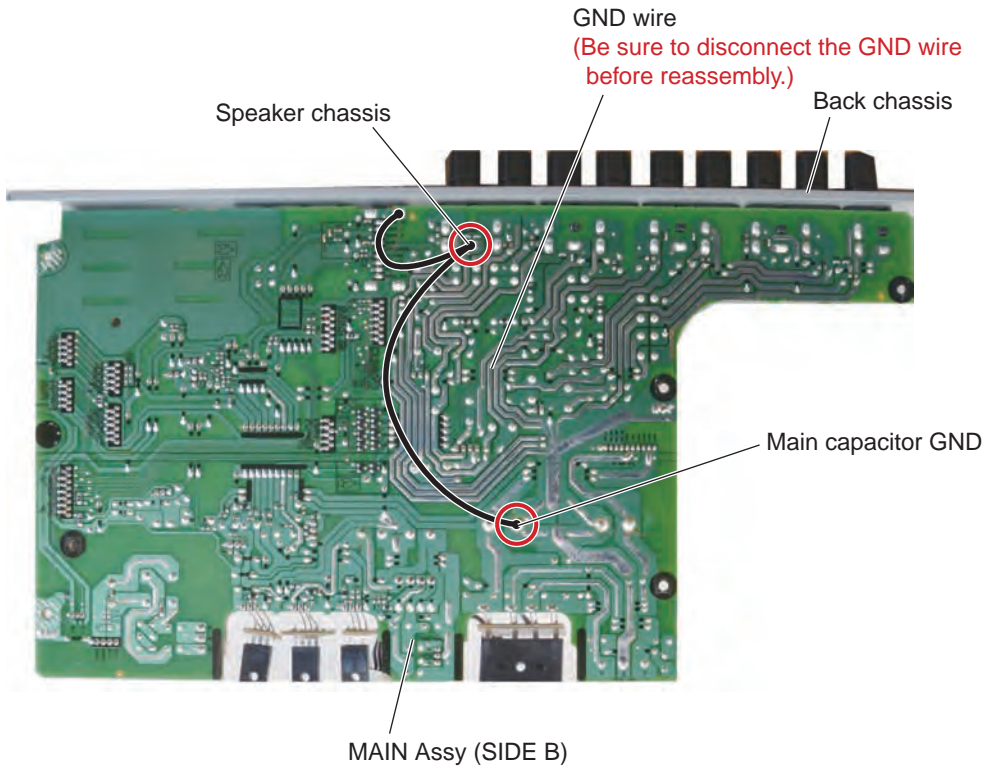 GND wire
(Be sure to disconnect the GND wire
before reassembly.)
Back chassis
Speaker chassis
Main capacitor GND
MAIN Assy (SIDE B)